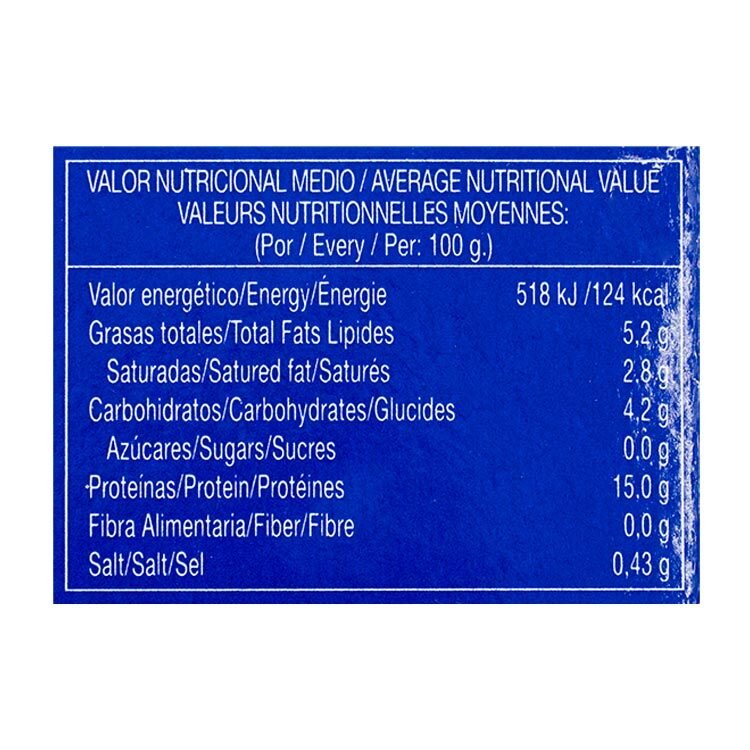 VALOR NUTRICIONAL MEDIO / AVERAGE NUTRITIONAL VALUE
VALEURS NUTRITIONNELLES MOYENNES:
(Por / Every / Per: 100 g.)
Valor energético/Energy/Énergie 518 kJ /124 kcal
Grasas totales/Total Fats Lipides 5,2 g
Saturadas/Satured fat/Saturés 2.8 g
Carbohidratos/Carbohydrates/Glucides 4,2 g
Azúcares/Sugars/Sucres 0,0 g
Proteínas/Protein/Protéines 15,0 g
Fibra Alimentaria/Fiber/Fibre 0,0 g
Salt/Salt/Sel 0,43 g